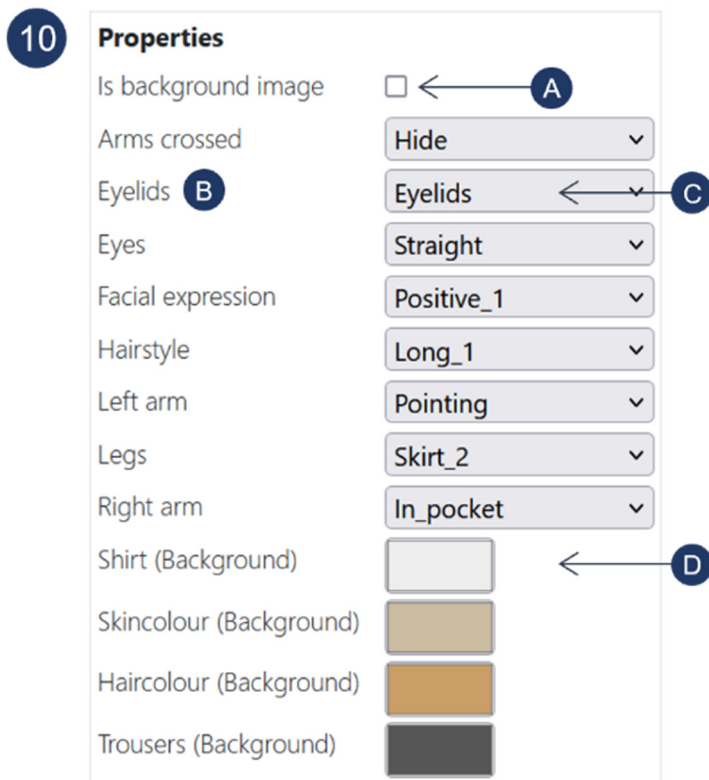 10 Properties
Is background image A
Arms crossed Hide
Eyelids B Eyelids C
Eyes Straight
Facial expression Positive_1
Hairstyle Long_1
Left arm Pointing
Legs Skirt_2
Right arm In_pocket
Shirt (Background) D
Skincolour (Background)
Haircolour (Background)
Trousers (Background)